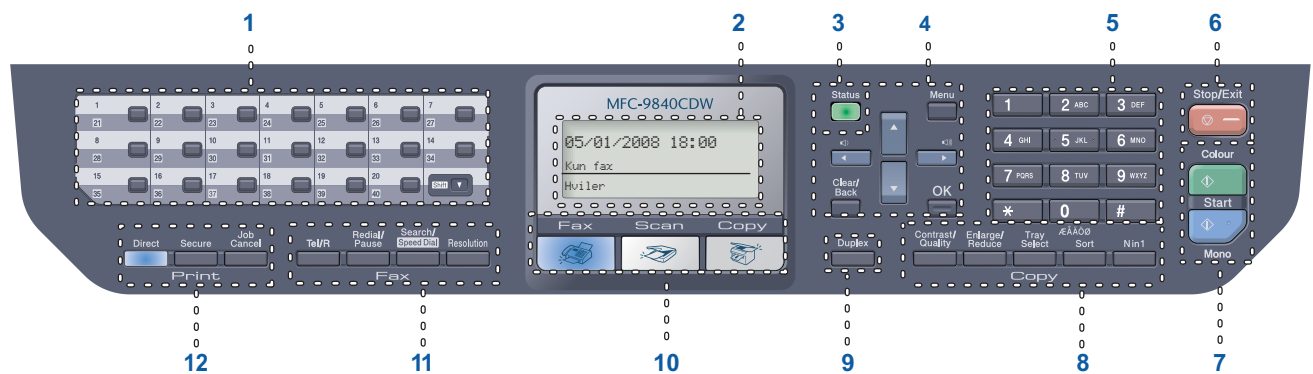 1 2 3 4 5 6
1 2 3 4 5 6 7
21 22 23 24 25 26 27
8 9 10 11 12 13 14
28 29 30 31 32 33 34
15 16 17 18 19 20
35 36 37 38 39 40
Shift
MFC-9840CDW
05/01/2008 18:00
Kun fax
Hviler
Fax Scan Copy
Status
Menu
Clear/
Back
OK
1 2 ABC 3 DEF
4 GHI 5 JKL 6 MNO
7 PQRS 8 TUV 9 WXYZ
* 0 #
ÆÄÅÖØ
Stop/Exit
Colour
Start
Mono
Direct Secure Job
Cancel
Print
Tel/R Redial/
Pause Search/
Speed Dial Resolution
Fax
Duplex
Contrast/
Quality Enlarge/
Reduce Tray
Select Sort N in 1
Copy
12 11 10 9 8 7